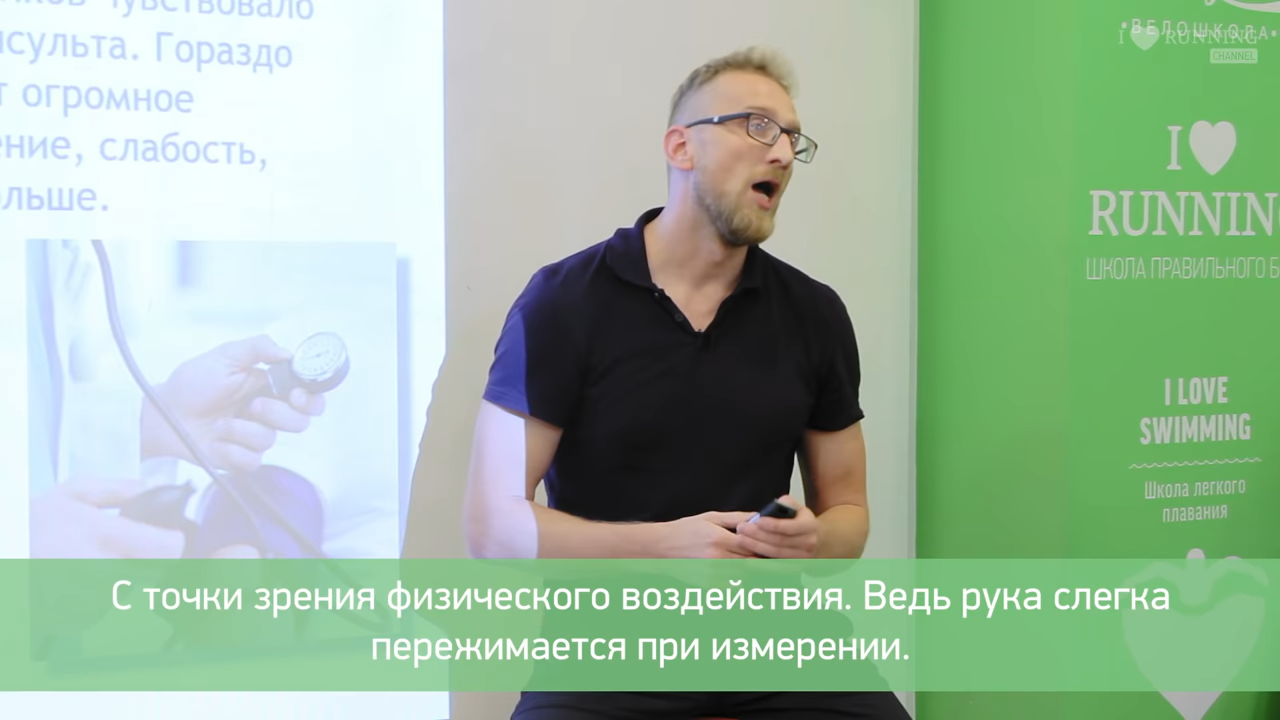 чувствовало
инсульта. Гораздо
огромное
слабость,
I RUNNING
CHANNEL
•ВЕЛОШКОЛА•
I
RUNNIN
ШКОЛА ПРАВИЛЬНОГО Б
I LOVE
SWIMMING
Школа легкого
плавания
С точки зрения физического воздействия. Ведь рука слегка
пережимается при измерении.